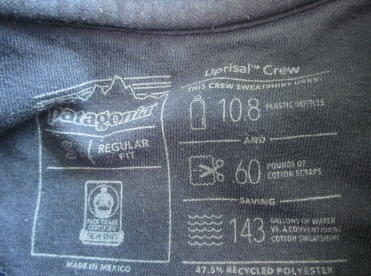 patagonia
S / REGULAR
FIT
FAIR TRADE
CERTIFIED
SEWING
MADE IN MEXICO
Uprisal™ Crew
THIS CREW SWEATSHIRT USES:
10.8 PLASTIC BOTTLES
AND
60 POUNDS OF
COTTON SCRAPS
SAVING
143 GALLONS OF WATER
VS. A CONVENTIONAL
COTTON SWEATSHIRT
47.5% RECYCLED POLYESTER